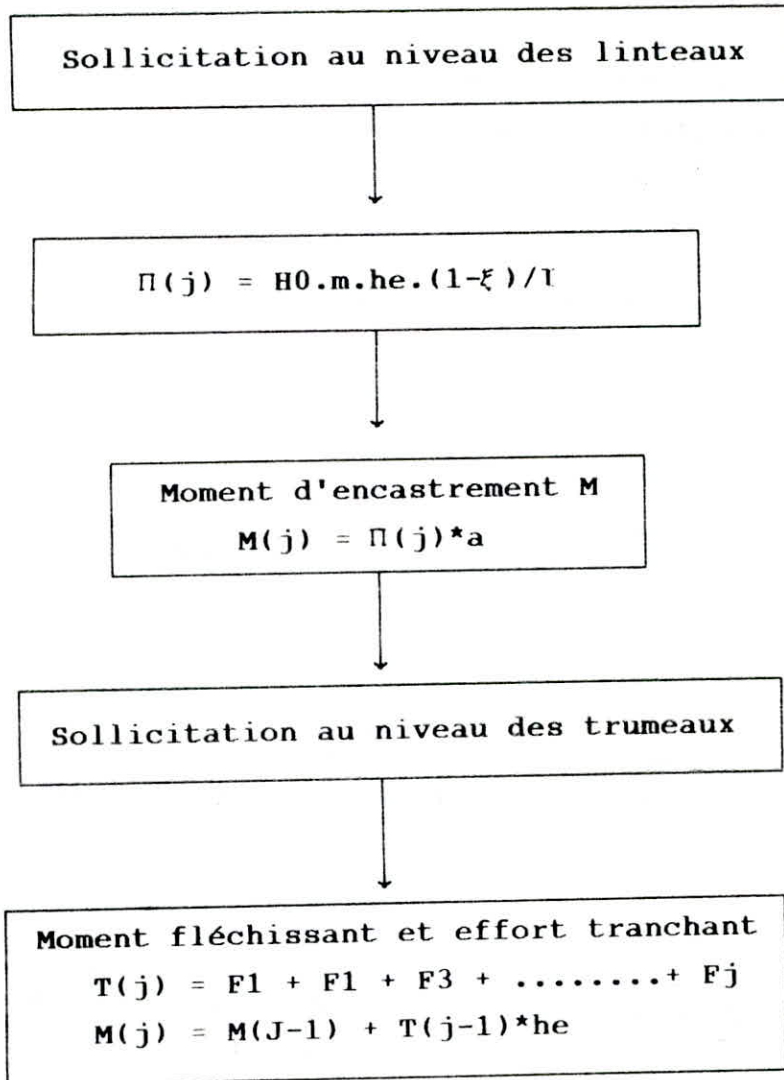 Sollicitation au niveau des linteaux
Π(j) = H0.m.he.(1-ξ)/l
Moment d'encastrement M
M(j) = Π(j)*a
Sollicitation au niveau des trumeaux
Moment fléchissant et effort tranchant
T(j) = F1 + F1 + F3 + ........+ Fj
M(j) = M(J-1) + T(j-1)*he